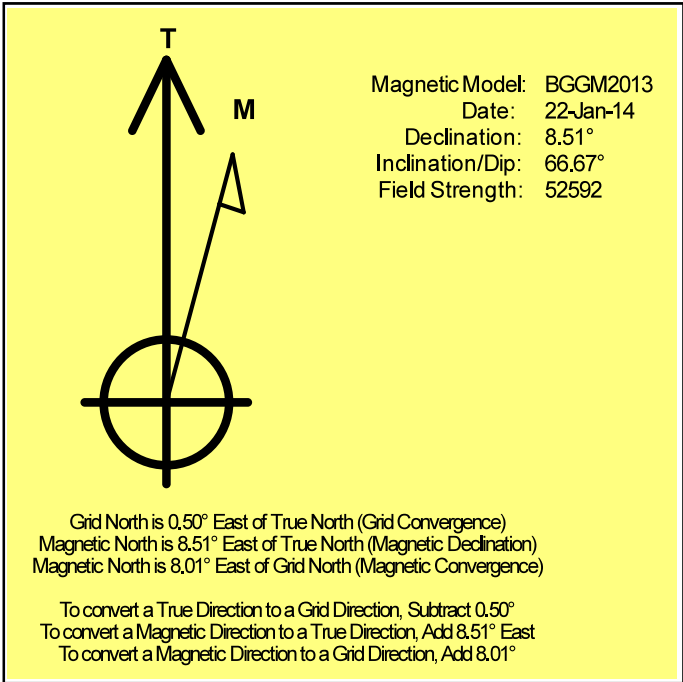 T
M
Magnetic Model: BGGM2013
Date: 22-Jan-14
Declination: 8.51°
Inclination/Dip: 66.67°
Field Strength: 52592
Grid North is 0.50° East of True North (Grid Convergence)
Magnetic North is 8.51° East of True North (Magnetic Declination)
Magnetic North is 8.01° East of Grid North (Magnetic Convergence)
To convert a True Direction to a Grid Direction, Subtract 0.50°
To convert a Magnetic Direction to a True Direction, Add 8.51° East
To convert a Magnetic Direction to a Grid Direction, Add 8.01°